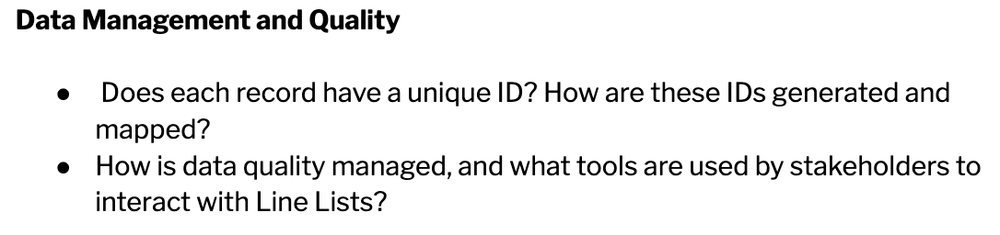 Data Management and Quality
● Does each record have a unique ID? How are these IDs generated and
mapped?
● How is data quality managed, and what tools are used by stakeholders to
interact with Line Lists?